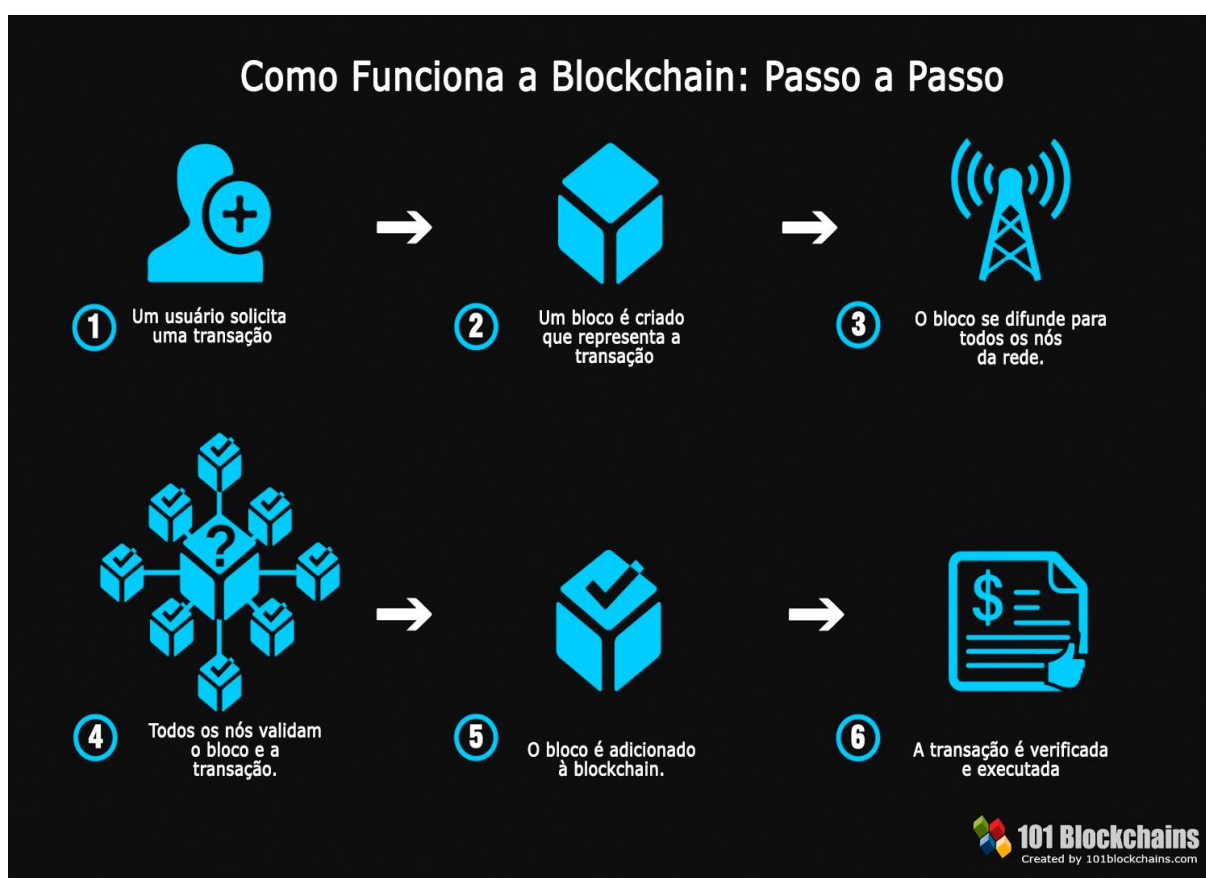 Como Funciona a Blockchain: Passo a Passo
1
Um usuário solicita
uma transação
2
Um bloco é criado
que representa a
transação
3
O bloco se difunde para
todos os nós
da rede.
?
4
Todos os nós validam
o bloco e a
transação.
5
O bloco é adicionado
à blockchain.
$
6
A transação é verificada
e executada
101 Blockchains
Created by 101blockchains.com